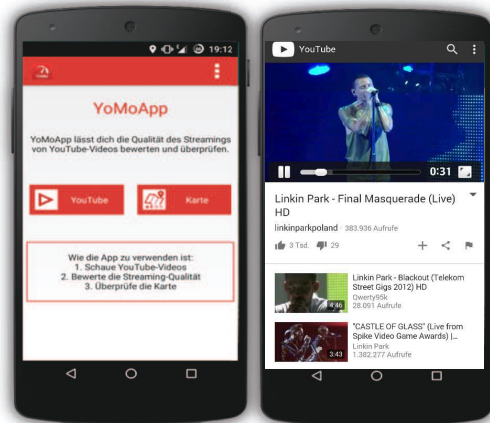 19:12
YoMoApp
YoMoApp lässt dich die Qualität des Streamings
von YouTube-Videos bewerten und überprüfen.
YouTube
Karte
Wie die App zu verwenden ist:
1. Schaue YouTube-Videos
2. Bewerte die Streaming-Qualität
3. Überprüfe die Karte
YouTube
0:31
Linkin Park - Final Masquerade (Live)
HD
linkinparkpoland 383.936 Aufrufe
3 Tsd. 29
4:46
Linkin Park - Blackout (Telekom
Street Gigs 2012) HD
Qwerty95k
28.091 Aufrufe
3:43
"CASTLE OF GLASS" (Live from
Spike Video Game Awards) |...
Linkin Park
1.382.277 Aufrufe